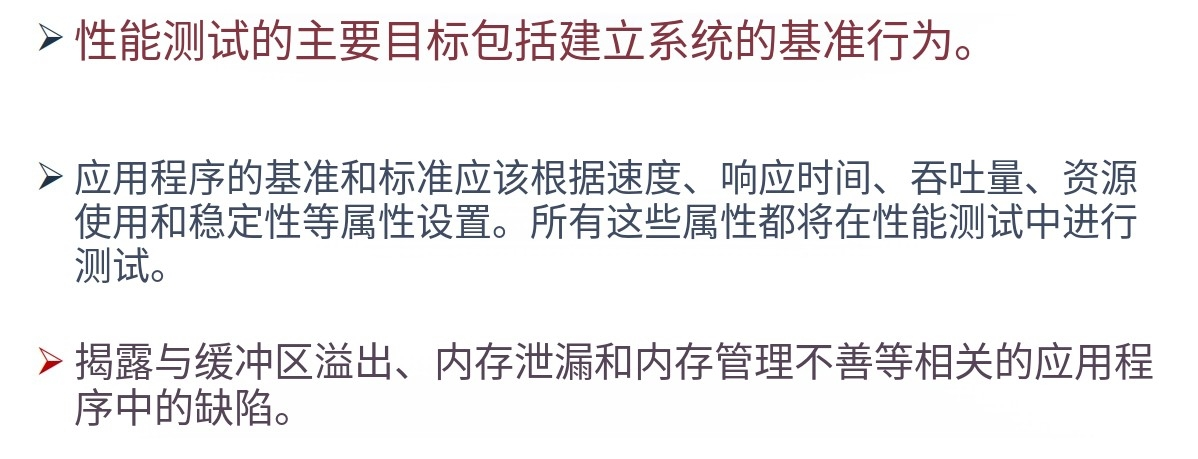 ➢ 性能测试的主要目标包括建立系统的基准行为。
➢ 应用程序的基准和标准应该根据速度、响应时间、吞吐量、资源
使用和稳定性等属性设置。所有这些属性都将在性能测试中进行
测试。
➢ 揭露与缓冲区溢出、内存泄漏和内存管理不善等相关的应用程
序中的缺陷。